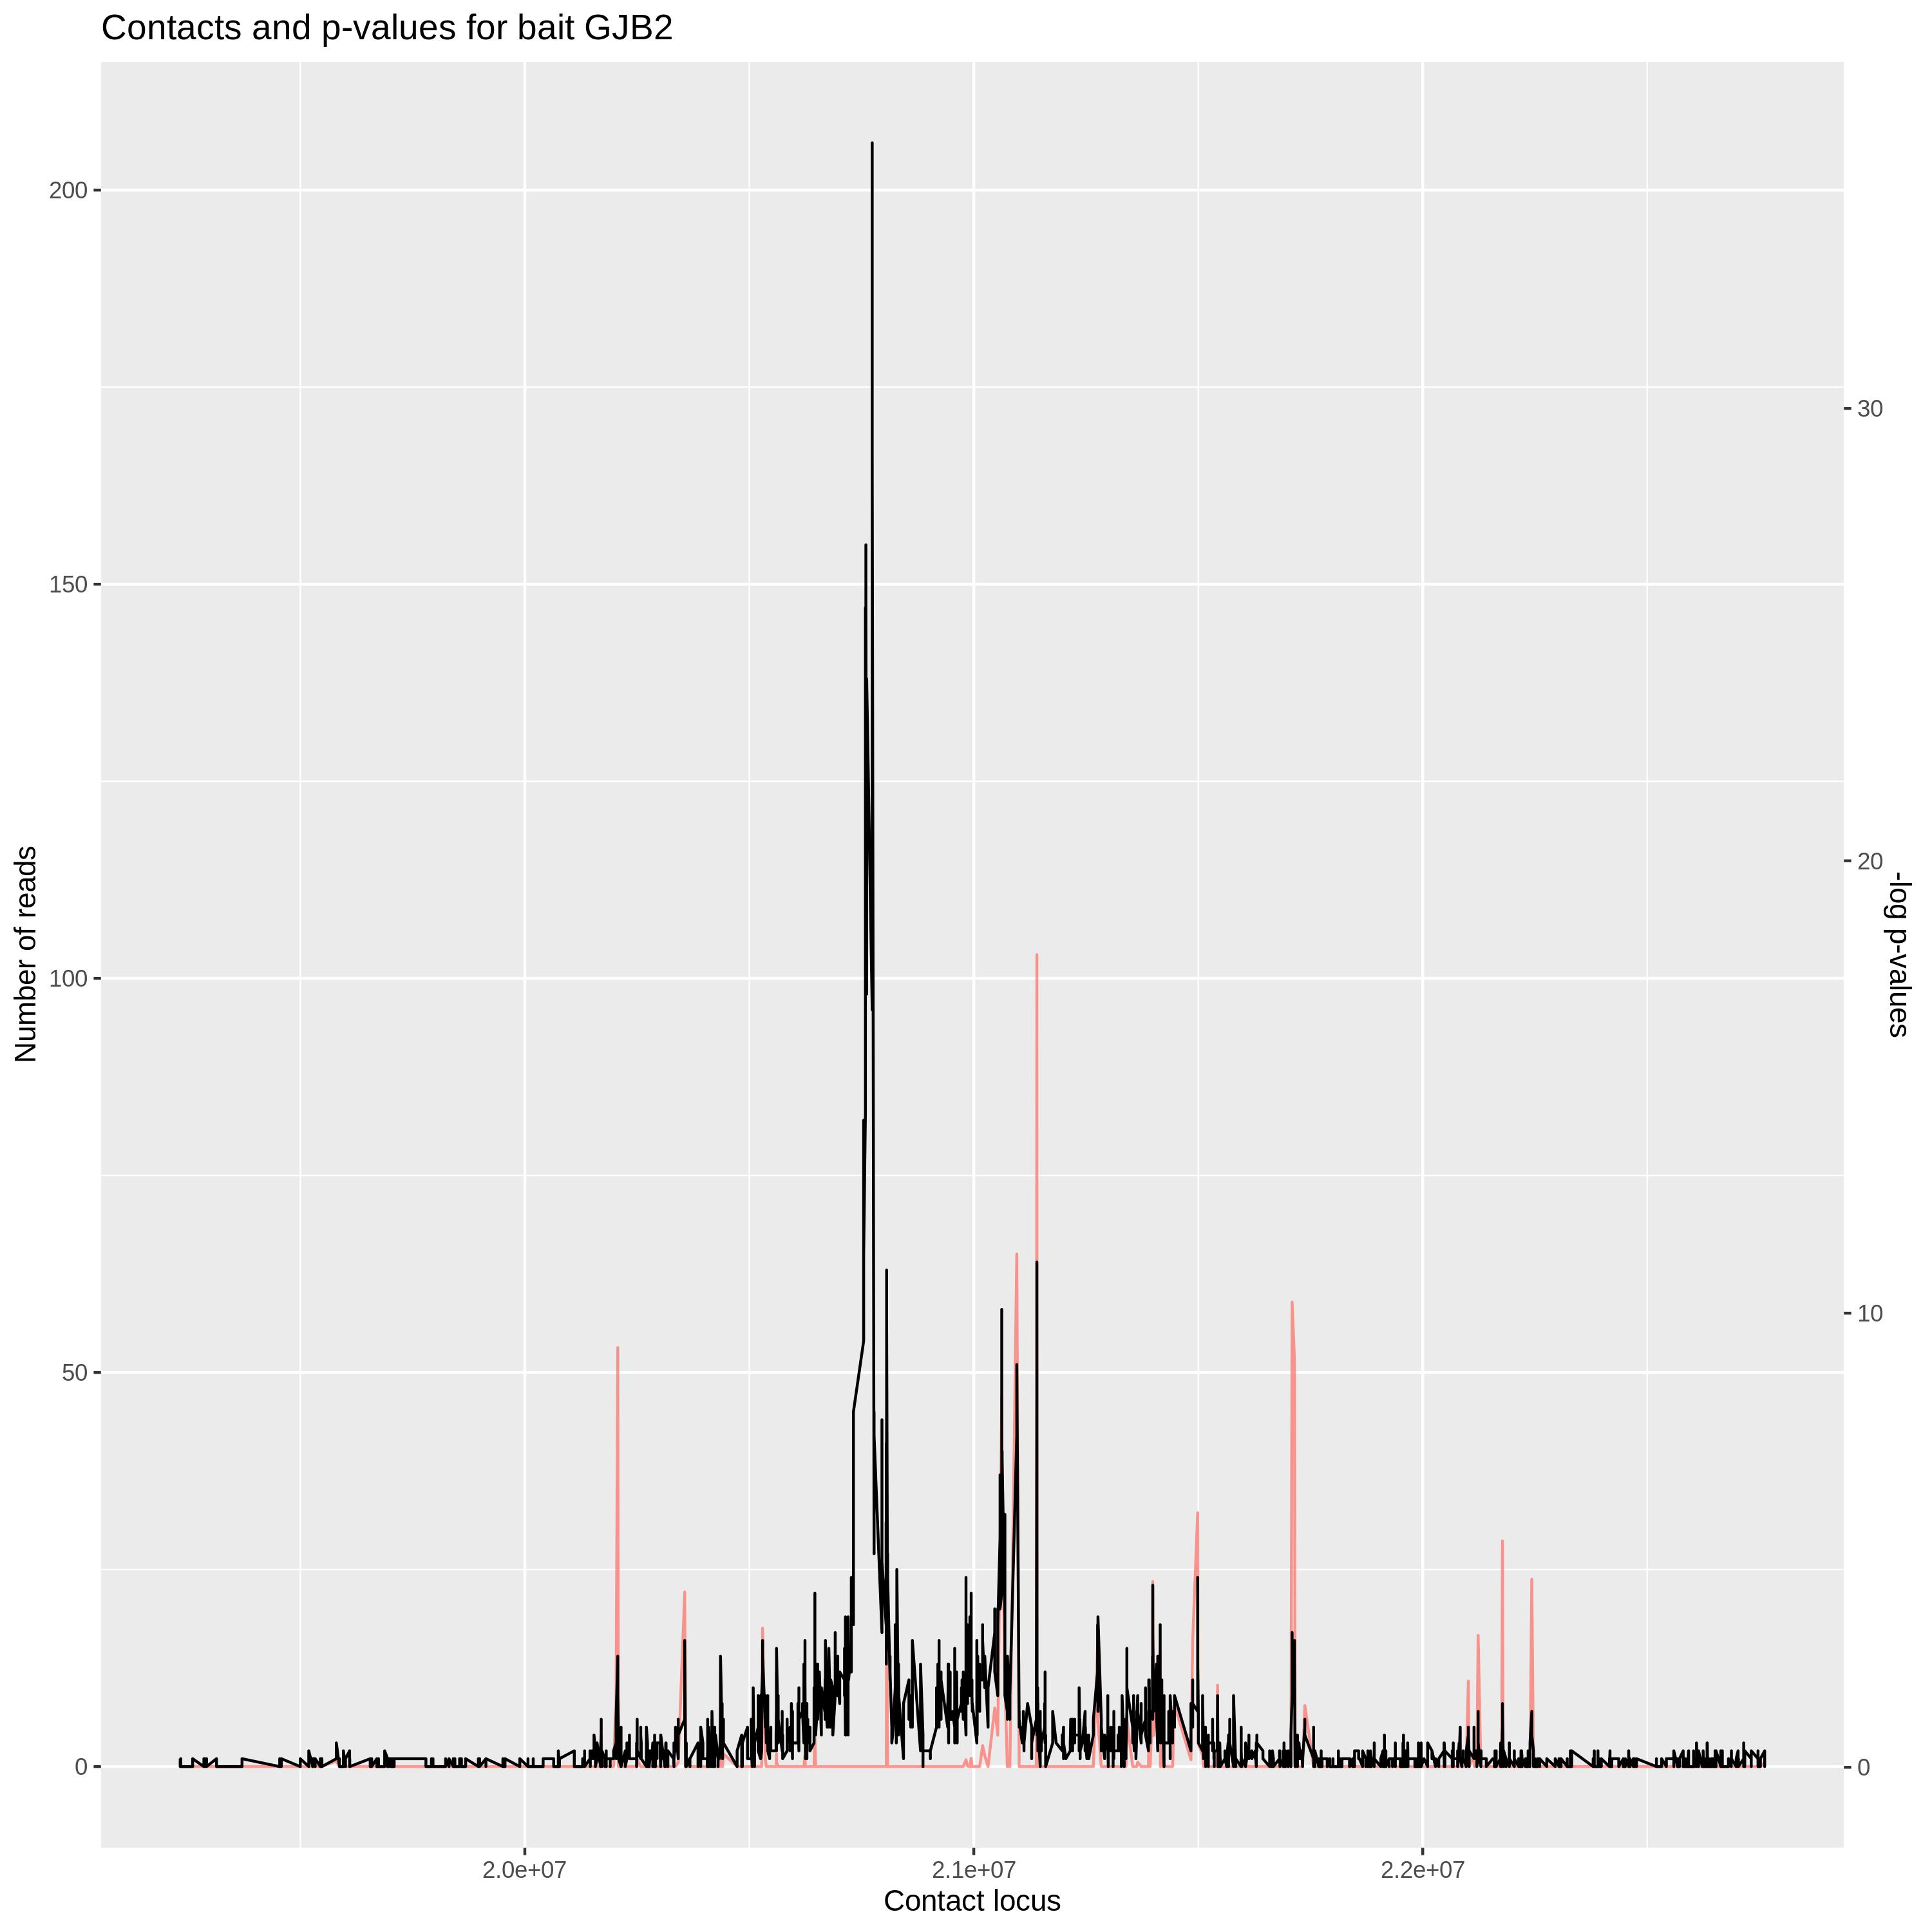 Contacts and p-values for bait GJB2
200
150
100
50
0
Number of reads
30
20
10
0
-log p-values
2.0e+07
2.1e+07
2.2e+07
Contact locus